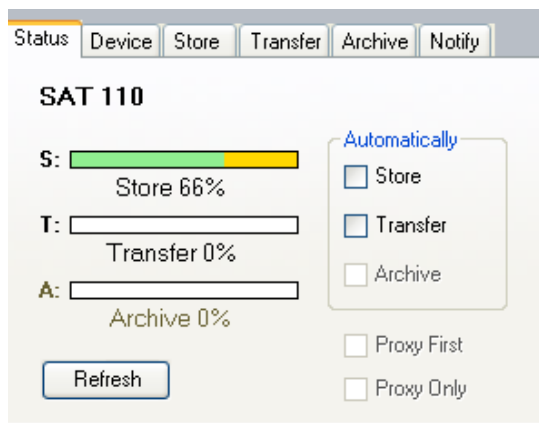 Status Device Store Transfer Archive Notify
SAT 110
S:
Store 66%
T:
Transfer 0%
A:
Archive 0%
Refresh
Automatically
Store
Transfer
Archive
Proxy First
Proxy Only